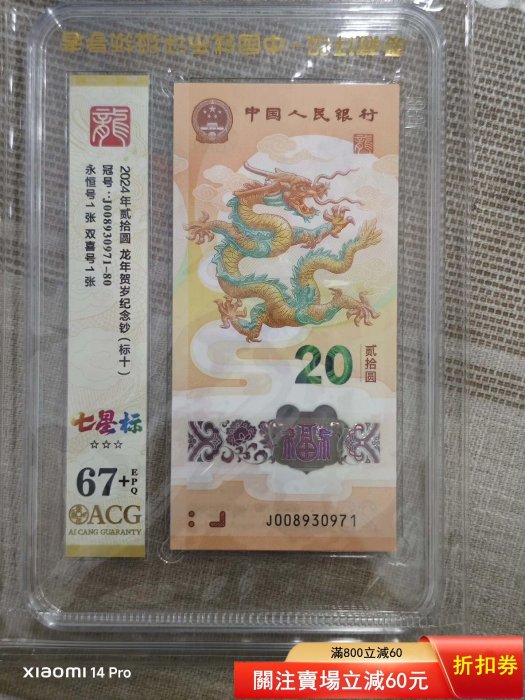 龍
2024年贰拾圆 龙年贺岁纪念钞(标十)
冠号·J008930971-80
永恒号1张 双喜号1张
七星标
☆☆☆
67+ EPQ
ACG
AI CANG GUARANTY
中国人民银行
龍
20
贰拾圆
福
J008930971
XIAOMI 14 Pro
滿800立減60
關注賣場立減60元
折扣券